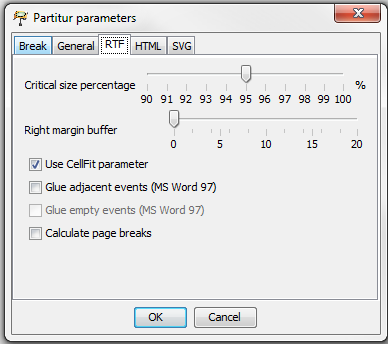 Partitur parameters
Break General RTF HTML SVG
Critical size percentage %
90 91 92 93 94 95 96 97 98 99 100
Right margin buffer
0 5 10 15 20
Use CellFit parameter
Glue adjacent events (MS Word 97)
Glue empty events (MS Word 97)
Calculate page breaks
OK Cancel